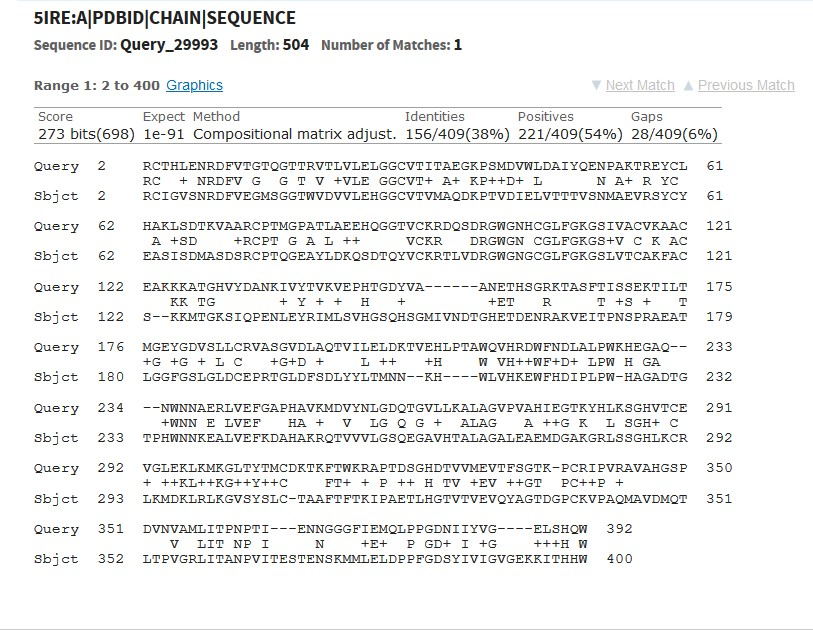 5IRE:A|PDBID|CHAIN|SEQUENCE
Sequence ID: Query_29993 Length: 504 Number of Matches: 1
Range 1: 2 to 400 Graphics ▼ Next Match ▲ Previous Match
Score Expect Method Identities Positives Gaps
273 bits(698) 1e-91 Compositional matrix adjust. 156/409(38%) 221/409(54%) 28/409(6%)
Query 2 RCTHLENRDFVTGTQGTTRVTLVLELGGCVTITAEGKPSMDVWLDAIYQENPAKTREYCL 61
RC + NRDFV G G T V +VLE GGCVT+ A+ KP++D+ L N A+ R YC
Sbjct 2 RCIGVSNRDFVEGMSGGTWVDVVLEHGGCVTVMAQDKPTVDIELVTTTVSNMAEVRSYCY 61
Query 62 HAKLSDTKVAARCPTMGPATLAEEHQGGTVCKRDQSDRGWGNHCGLFGKGSIVACVKAAC 121
A +SD +RCPT G A L ++ VCKR DRGWGN CGLFGKGS+V C K AC
Sbjct 62 EASISDMASDSRCPTQGEAYLDKQSDTQYVCKRTLVDRGWGNGCGLFGKGSLVTCAKFAC 121
Query 122 EAKKKATGHVYDANKIVYTVKVEPHTGDYVA------ANETHSGRKTASFTISSEKTILT 175
KK TG + Y + + H + +ET R T +S + T
Sbjct 122 S--KKMTGKSIQPENLEYRIMLSVHGSQHSGMIVNDTGHETDENRAKVEITPNSPRAEAT 179
Query 176 MGEYGDVSLLCRVASGVDLAQTVILELDKTVEHLPTAWQVHRDWFNDLALPWKHEGAQ-- 233
+G +G + L C +G+D + L ++ +H W VH++WF+D+ LPW H GA
Sbjct 180 LGGFGSLGLDCEPRTGLDFSDLYYLTMNN--KH----WLVHKEWFHDIPLPW-HAGADTG 232
Query 234 --NWNNAERLVEFGAPHAVKMDVYNLGDQTGVLLKALAGVPVAHIEGTKYHLKSGHVTCE 291
+WNN E LVEF HA + V LG Q G + ALAG A ++G K L SGH+ C
Sbjct 233 TPHWNNKEALVEFKDAHAKRQTVVVLGSQEGAVHTALAGALEAEMDGAKGRLSSGHLKCR 292
Query 292 VGLEKLKMKGLTYTMCDKTKFTWKRAPTDSGHDTVVMEVTFSGTK-PCRIPVRAVAHGSP 350
+ ++KL++KG++Y++C FT+ + P ++ H TV +EV ++GT PC++P +
Sbjct 293 LKMDKLRLKGVSYSLC-TAAFTFTKIPAETLHGTVTVEVQYAGTDGPCKVPAQMAVDMQT 351
Query 351 DVNVAMLITPNPTI---ENNGGGFIEMQLPPGDNIIYVG----ELSHQW 392
V LIT NP I N +E+ P GD+ I +G +++H W
Sbjct 352 LTPVGRLITANPVITESTENSKMMLELDPPFGDSYIVIGVGEKKITHHW 400